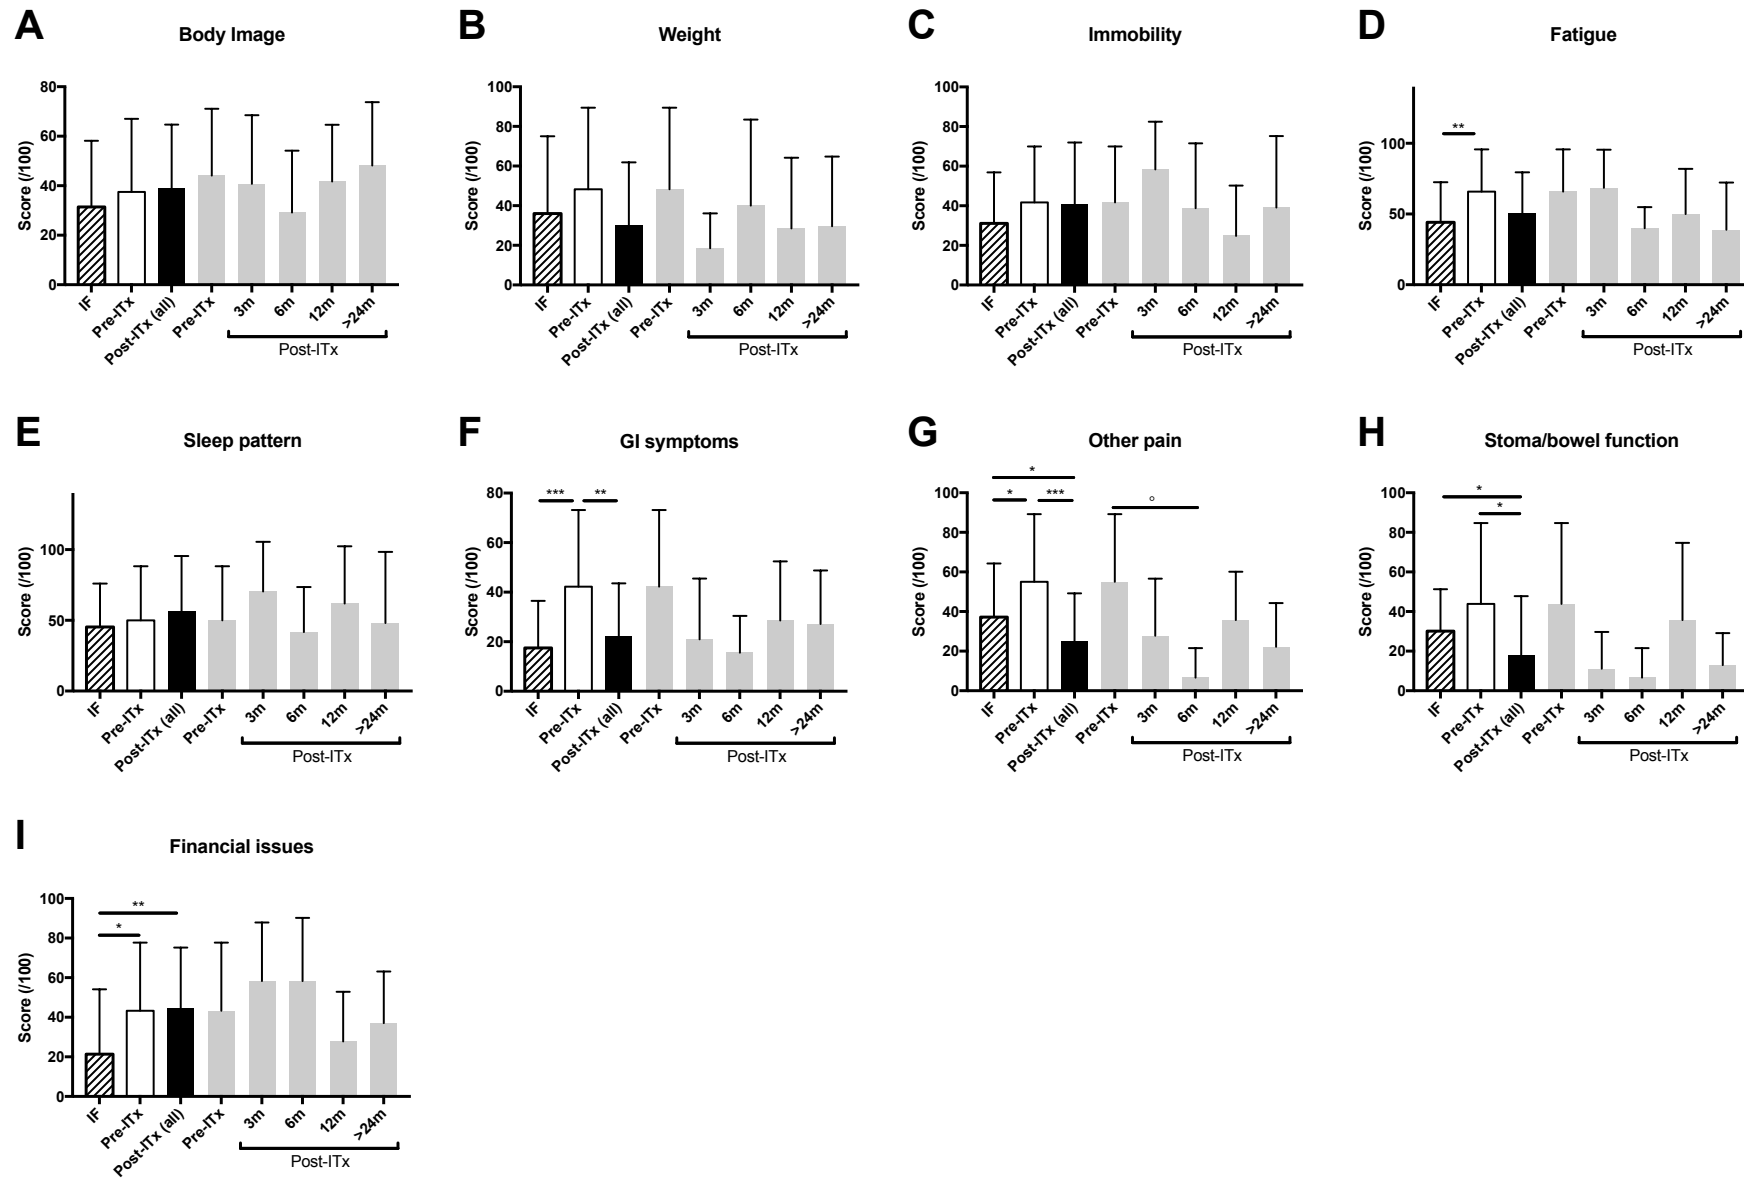 A
Body Image
Score (/100)
80
60
40
20
0
IF
Pre-ITx
Post-ITx (all)
Pre-ITx
3m
6m
12m
>24m
Post-ITx
B
Weight
Score (/100)
100
80
60
40
20
0
IF
Pre-ITx
Post-ITx (all)
Pre-ITx
3m
6m
12m
>24m
Post-ITx
C
Immobility
Score (/100)
100
80
60
40
20
0
IF
Pre-ITx
Post-ITx (all)
Pre-ITx
3m
6m
12m
>24m
Post-ITx
D
Fatigue
Score (/100)
100
50
0
**
IF
Pre-ITx
Post-ITx (all)
Pre-ITx
3m
6m
12m
>24m
Post-ITx
E
Sleep pattern
Score (/100)
100
50
0
IF
Pre-ITx
Post-ITx (all)
Pre-ITx
3m
6m
12m
>24m
Post-ITx
F
GI symptoms
Score (/100)
80
60
40
20
0
*** **
IF
Pre-ITx
Post-ITx (all)
Pre-ITx
3m
6m
12m
>24m
Post-ITx
G
Other pain
Score (/100)
100
80
60
40
20
0
*
* *** °
IF
Pre-ITx
Post-ITx (all)
Pre-ITx
3m
6m
12m
>24m
Post-ITx
H
Stoma/bowel function
Score (/100)
100
80
60
40
20
0
*
*
IF
Pre-ITx
Post-ITx (all)
Pre-ITx
3m
6m
12m
>24m
Post-ITx
I
Financial issues
Score (/100)
100
80
60
40
20
0
**
*
IF
Pre-ITx
Post-ITx (all)
Pre-ITx
3m
6m
12m
>24m
Post-ITx